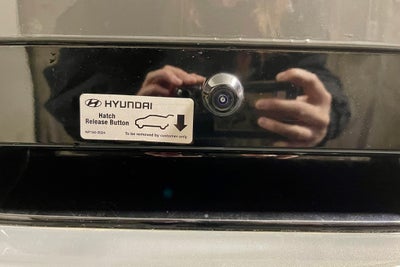 HYUNDAI
Hatch
Release Button
To be removed by customer only